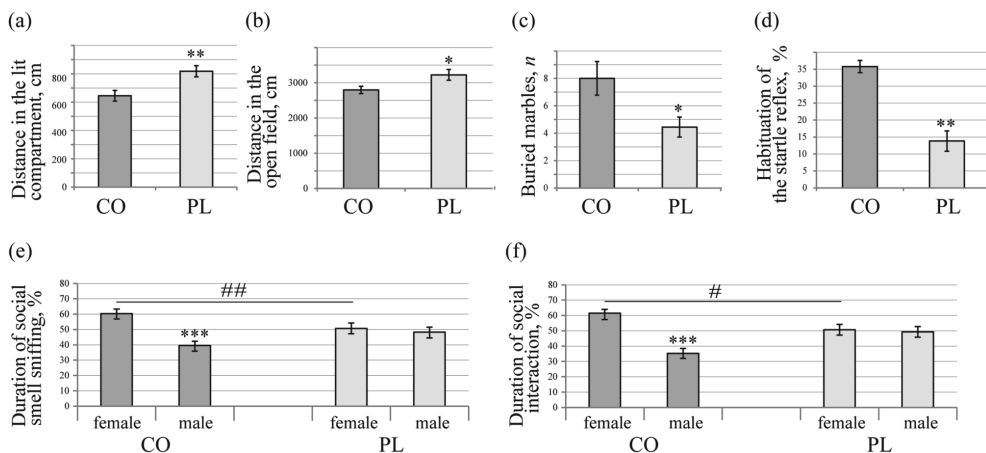 (a)
Distance in the lit
compartment, cm
800
600
400
200
0
**
CO PL
(b)
Distance in the
open field, cm
3000
2000
1000
0
*
CO PL
(c)
Buried marbles, n
10
8
6
4
2
0
*
CO PL
(d)
Habituation of
the startle reflex, %
35
30
25
20
15
10
5
0
**
CO PL
(e)
Duration of social
smell sniffing, %
80
70
60
50
40
30
20
10
0
##
***
female male female male
CO PL
(f)
Duration of social
interaction, %
80
70
60
50
40
30
20
10
0
#
***
female male female male
CO PL